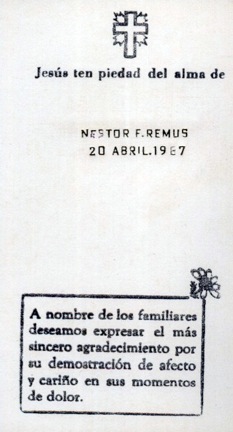 Jesús ten piedad del alma de
NESTOR F.REMUS
20 ABRIL.1987
A nombre de los familiares
deseamos expresar el más
sincero agradecimiento por
su demostración de afecto
y cariño en sus momentos
de dolor.